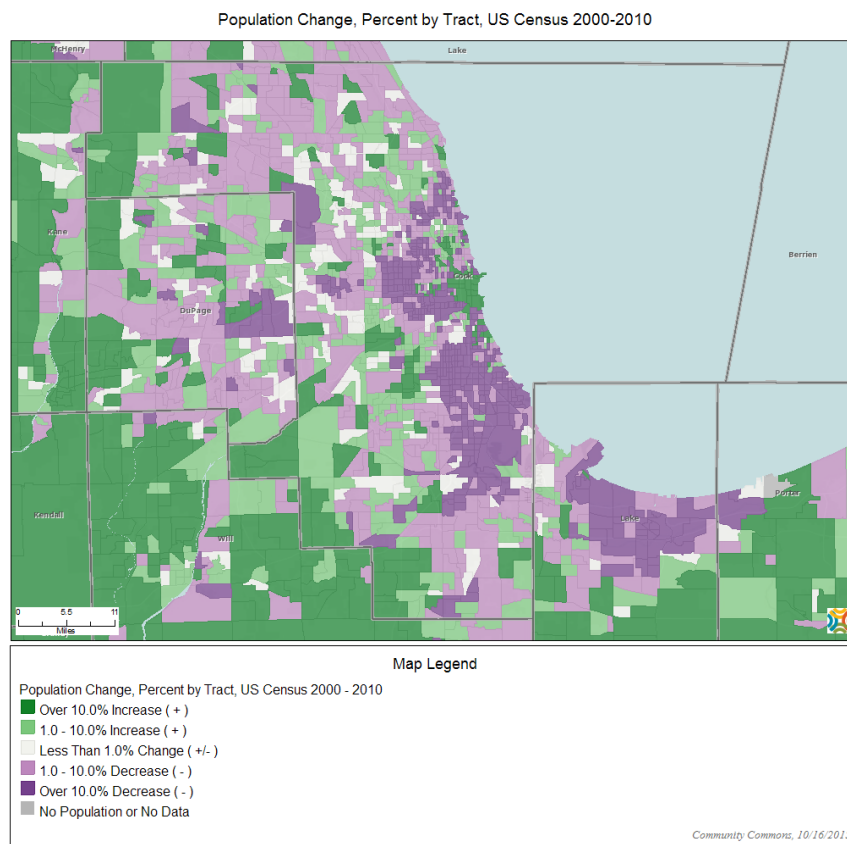 Population Change, Percent by Tract, US Census 2000-2010
McHenry
Lake
Kane
Cook
Berrien
DuPage
Kendall
Lake
Porter
Will
0 5.5 11
Miles
Map Legend
Population Change, Percent by Tract, US Census 2000 - 2010
Over 10.0% Increase ( + )
1.0 - 10.0% Increase ( + )
Less Than 1.0% Change ( +/- )
1.0 - 10.0% Decrease ( - )
Over 10.0% Decrease ( - )
No Population or No Data
Community Commons, 10/16/201